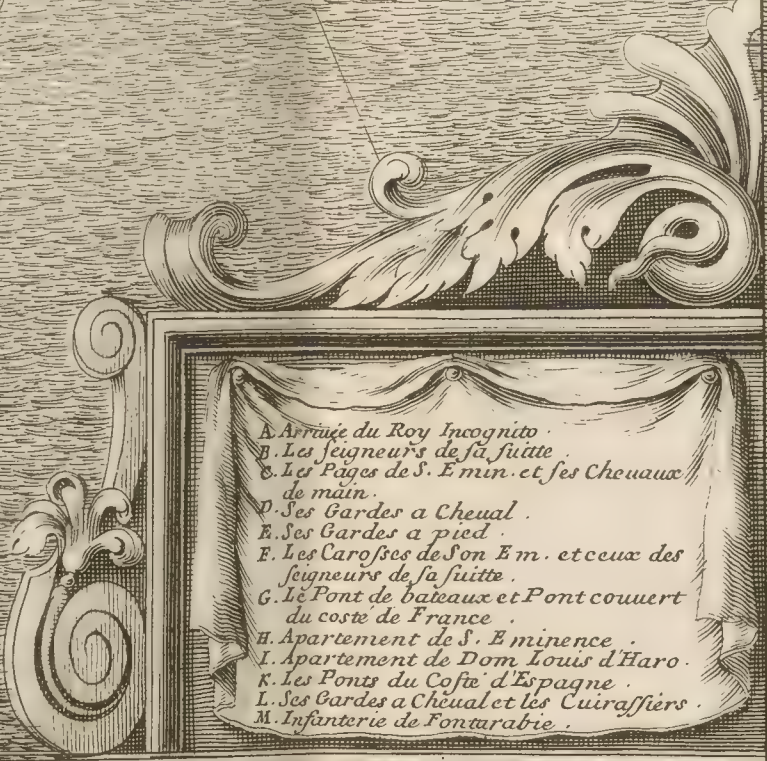 A. Arriuée du Roy Incognito.
B. Les ſeigneurs de ſa ſuitte.
C. Les Pages de S. Emin. et ſes Cheuaux
de main.
D. Ses Gardes a Cheual.
E. Ses Gardes a pied.
F. Les Caroſses de Son Em. et ceux des
ſeigneurs de ſa ſuitte.
G. Le Pont de bateaux et Pont couuert
du costé de France.
H. Apartement de S. Eminence.
I. Apartement de Dom Louis d'Haro.
K. Les Ponts du Coſté d'Espagne.
L. Ses Gardes a Cheual et les Cuiraſſiers.
M. Infanterie de Fontarabie.